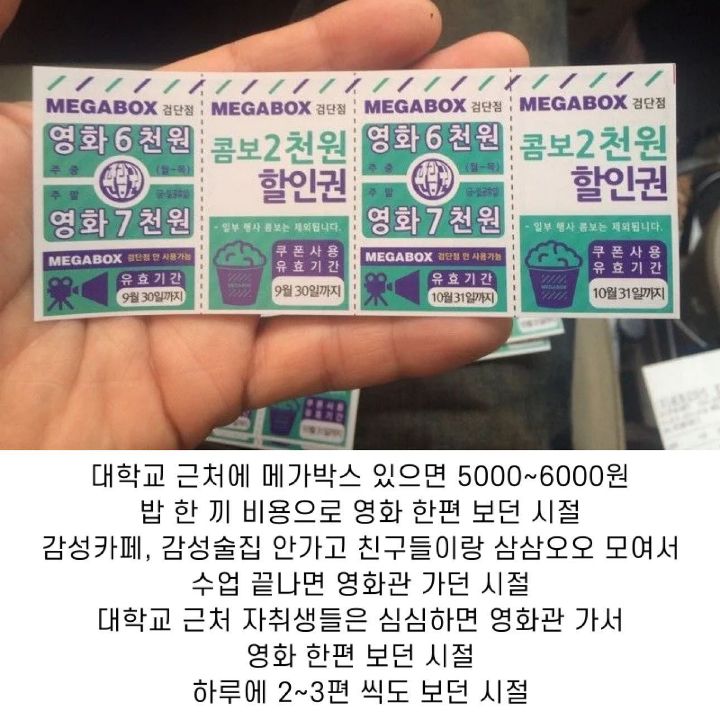 MEGABOX 검단점
영화 6 천원
주 중 (월~목)
주 말
영화 7 천원
MEGABOX 검단점 만 사용가능
유 효 기 간
9월 30일까지
MEGABOX 검단점
콤보 2 천원
할인권
- 일부 행사 콤보는 제외됩니다.
쿠 폰 사 용
유 효 기 간
MEGABOX
9월 30일까지
MEGABOX 검단점
영화 6 천원
주 중 (월~목)
주 말
영화 7 천원
MEGABOX 검단점 만 사용가능
유 효 기 간
10월 31일까지
MEGABOX 검단점
콤보 2 천원
할인권
- 일부 행사 콤보는 제외됩니다.
쿠 폰 사 용
유 효 기 간
MEGABOX
10월 31일까지
대학교 근처에 메가박스 있으면 5000~6000원
밥 한 끼 비용으로 영화 한편 보던 시절
감성카페, 감성술집 안가고 친구들이랑 삼삼오오 모여서
수업 끝나면 영화관 가던 시절
대학교 근처 자취생들은 심심하면 영화관 가서
영화 한편 보던 시절
하루에 2~3편 씩도 보던 시절